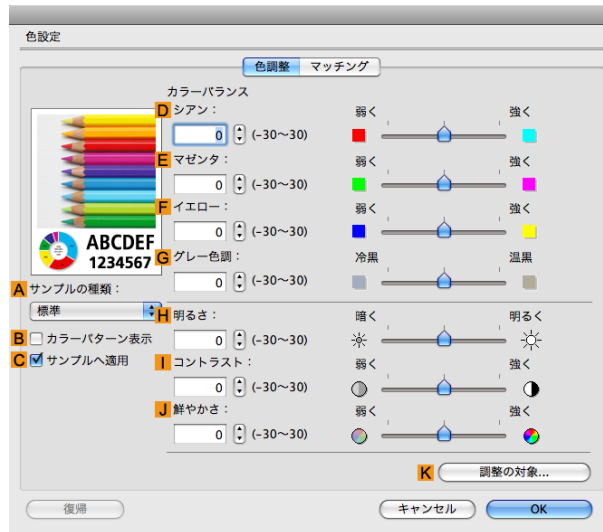 色設定
色調整 マッチング
カラーバランス
D シアン：
弱く 強く
0 (-30～30)
E マゼンタ：
弱く 強く
0 (-30～30)
F イエロー：
弱く 強く
0 (-30～30)
ABCDEF
1234567
G グレー色調：
冷黒 温黒
0 (-30～30)
A サンプルの種類：
標準
H 明るさ：
暗く 明るく
0 (-30～30)
B カラーパターン表示
C サンプルへ適用
I コントラスト：
弱く 強く
0 (-30～30)
J 鮮やかさ：
弱く 強く
0 (-30～30)
K 調整の対象...
復帰 キャンセル OK